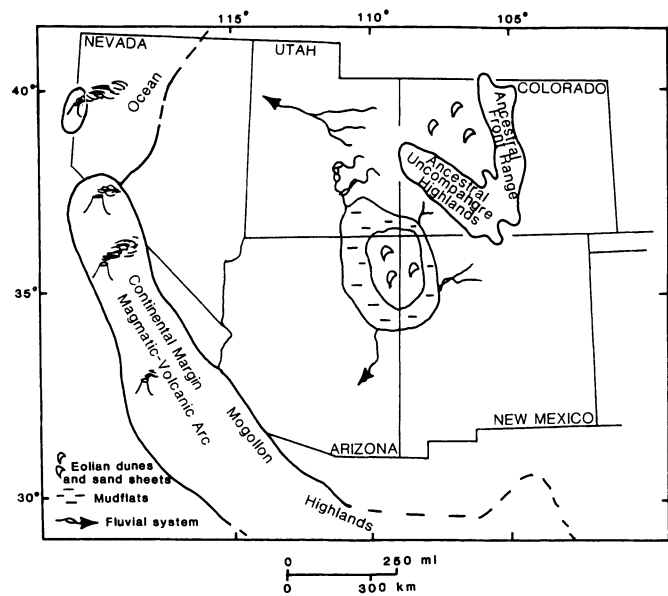 115°
110°
105°
NEVADA
UTAH
40°
Ocean
COLORADO
Ancestral
Front Range
Ancestral
Uncompahgre
Highlands
35°
Continental Margin
Magmatic-Volcanic Arc
Mogollon
Highlands
ARIZONA
NEW MEXICO
Eolian dunes
and sand sheets
Mudflats
30°
Fluvial system
0 250 mi
0 300 km